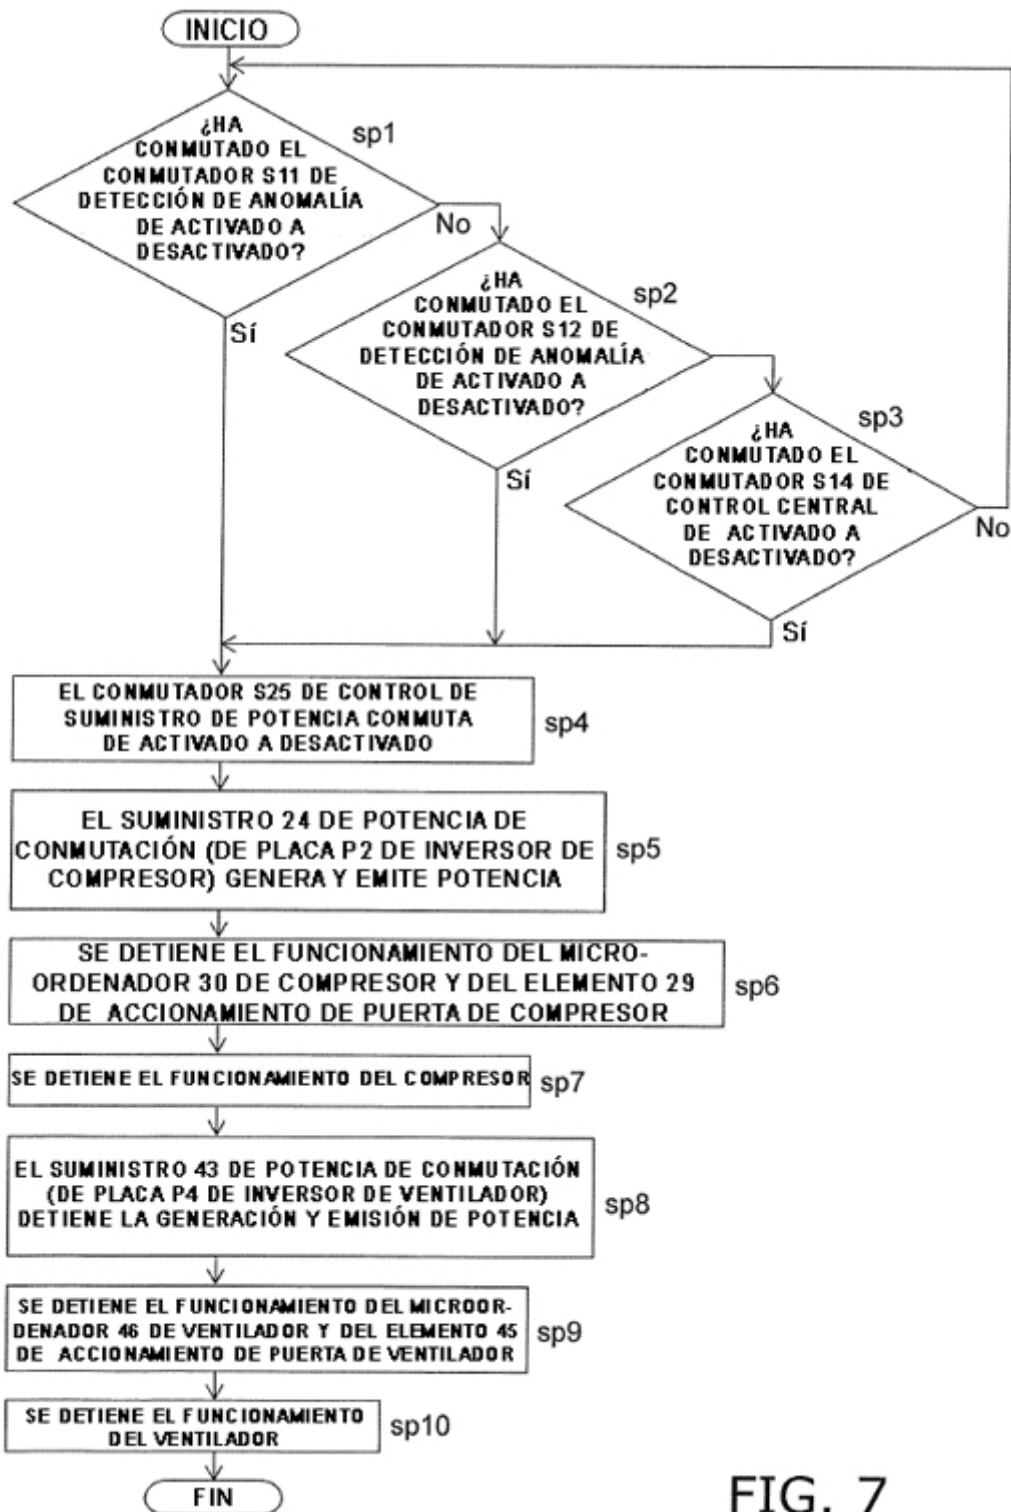 INICIO
¿HA
CONMUTADO EL
CONMUTADOR S11 DE
DETECCIÓN DE ANOMALÍA
DE ACTIVADO A
DESACTIVADO?
sp1
No
Sí
¿HA
CONMUTADO EL
CONMUTADOR S12 DE
DETECCIÓN DE ANOMALÍA
DE ACTIVADO A
DESACTIVADO?
sp2
Sí
¿HA
CONMUTADO EL
CONMUTADOR S14 DE
CONTROL CENTRAL
DE ACTIVADO A
DESACTIVADO?
sp3
No
Sí
EL CONMUTADOR S25 DE CONTROL DE
SUMINISTRO DE POTENCIA CONMUTA
DE ACTIVADO A DESACTIVADO
sp4
EL SUMINISTRO 24 DE POTENCIA DE
CONMUTACIÓN (DE PLACA P2 DE INVERSOR DE
COMPRESOR) GENERA Y EMITE POTENCIA
sp5
SE DETIENE EL FUNCIONAMIENTO DEL MICRO-
ORDENADOR 30 DE COMPRESOR Y DEL ELEMENTO 29
DE ACCIONAMIENTO DE PUERTA DE COMPRESOR
sp6
SE DETIENE EL FUNCIONAMIENTO DEL COMPRESOR
sp7
EL SUMINISTRO 43 DE POTENCIA DE CONMUTACIÓN
(DE PLACA P4 DE INVERSOR DE VENTILADOR)
DETIENE LA GENERACIÓN Y EMISIÓN DE POTENCIA
sp8
SE DETIENE EL FUNCIONAMIENTO DEL MICROOR-
DENADOR 46 DE VENTILADOR Y DEL ELEMENTO 45
DE ACCIONAMIENTO DE PUERTA DE VENTILADOR
sp9
SE DETIENE EL FUNCIONAMIENTO
DEL VENTILADOR
sp10
FIN
FIG. 7